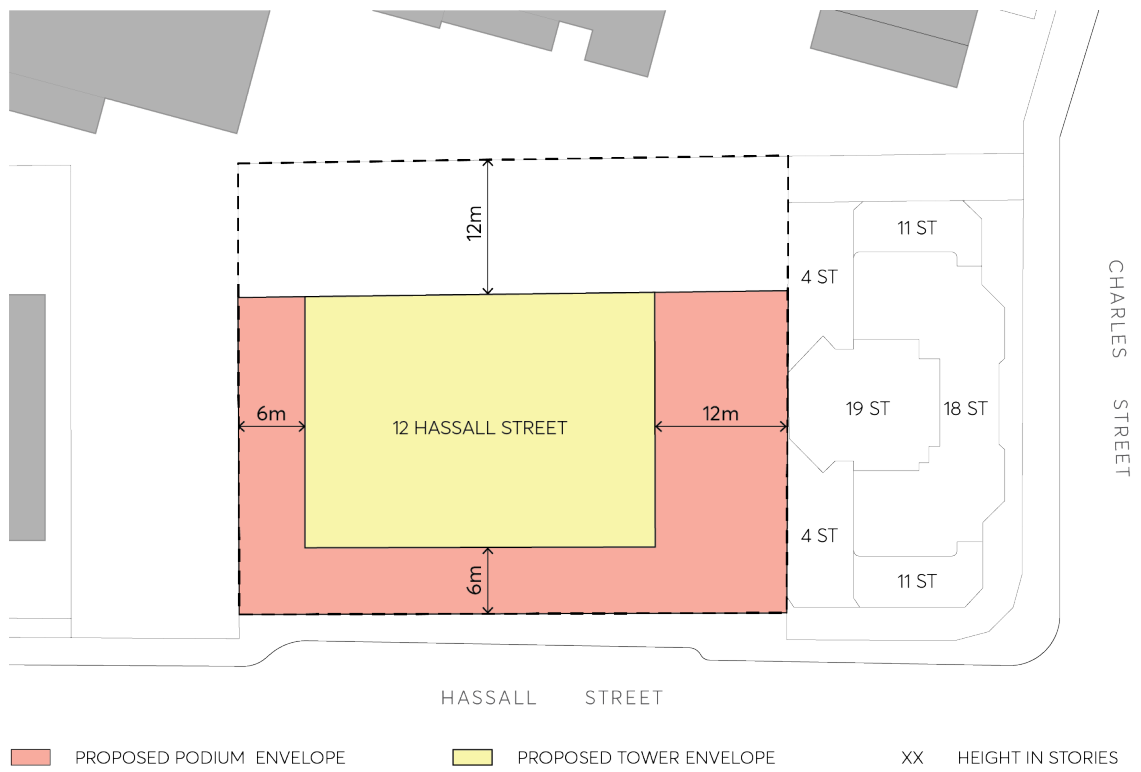 12m
11 ST
4 ST
CHARLES STREET
6m
12 HASSALL STREET
12m
19 ST
18 ST
4 ST
6m
11 ST
HASSALL STREET
PROPOSED PODIUM ENVELOPE
PROPOSED TOWER ENVELOPE
XX HEIGHT IN STORIES